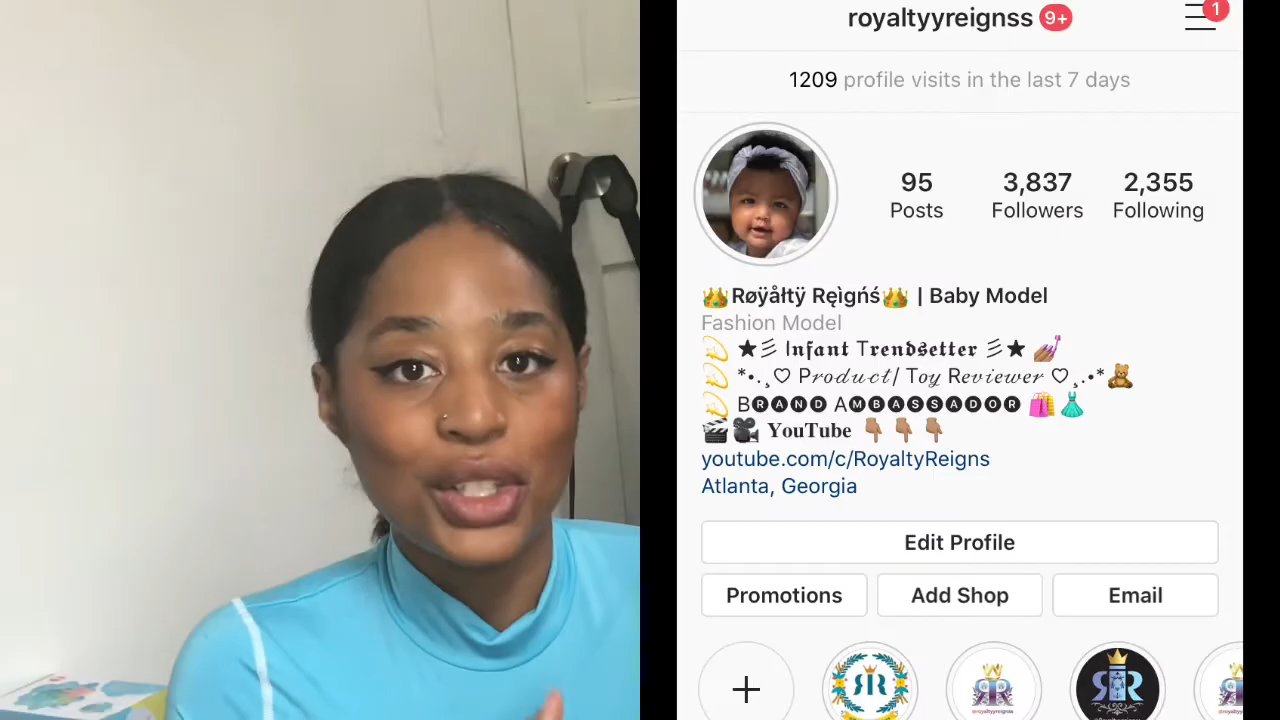 royaltyyreignss 9+
1
1209 profile visits in the last 7 days
95 3,837 2,355
Posts Followers Following
👑Røÿåłtÿ Ręìgńś👑 | Baby Model
Fashion Model
💫 ★彡 I𝖓𝖋𝖆𝖓𝖙 T𝖗𝖊𝖓𝖉𝖘𝖊𝖙𝖙𝖊𝖗 彡★ 💅🏽
💫 *•.¸♡ P𝓇𝑜𝒹𝓊𝒸𝓉/ T𝑜𝓎 R𝑒𝓋𝒾𝑒𝓌𝑒𝓇 ♡¸.•* 🧸
💫 B🅡🅐🅝🅓 A🅜🅑🅐🅢🅢🅐🅓🅞🅡 🛍️👗
🎬🎥 𝐘𝐨𝐮𝐓𝐮𝐛𝐞 👇🏽👇🏽👇🏽
youtube.com/c/RoyaltyReigns
Atlanta, Georgia
Edit Profile
Promotions Add Shop Email
RR